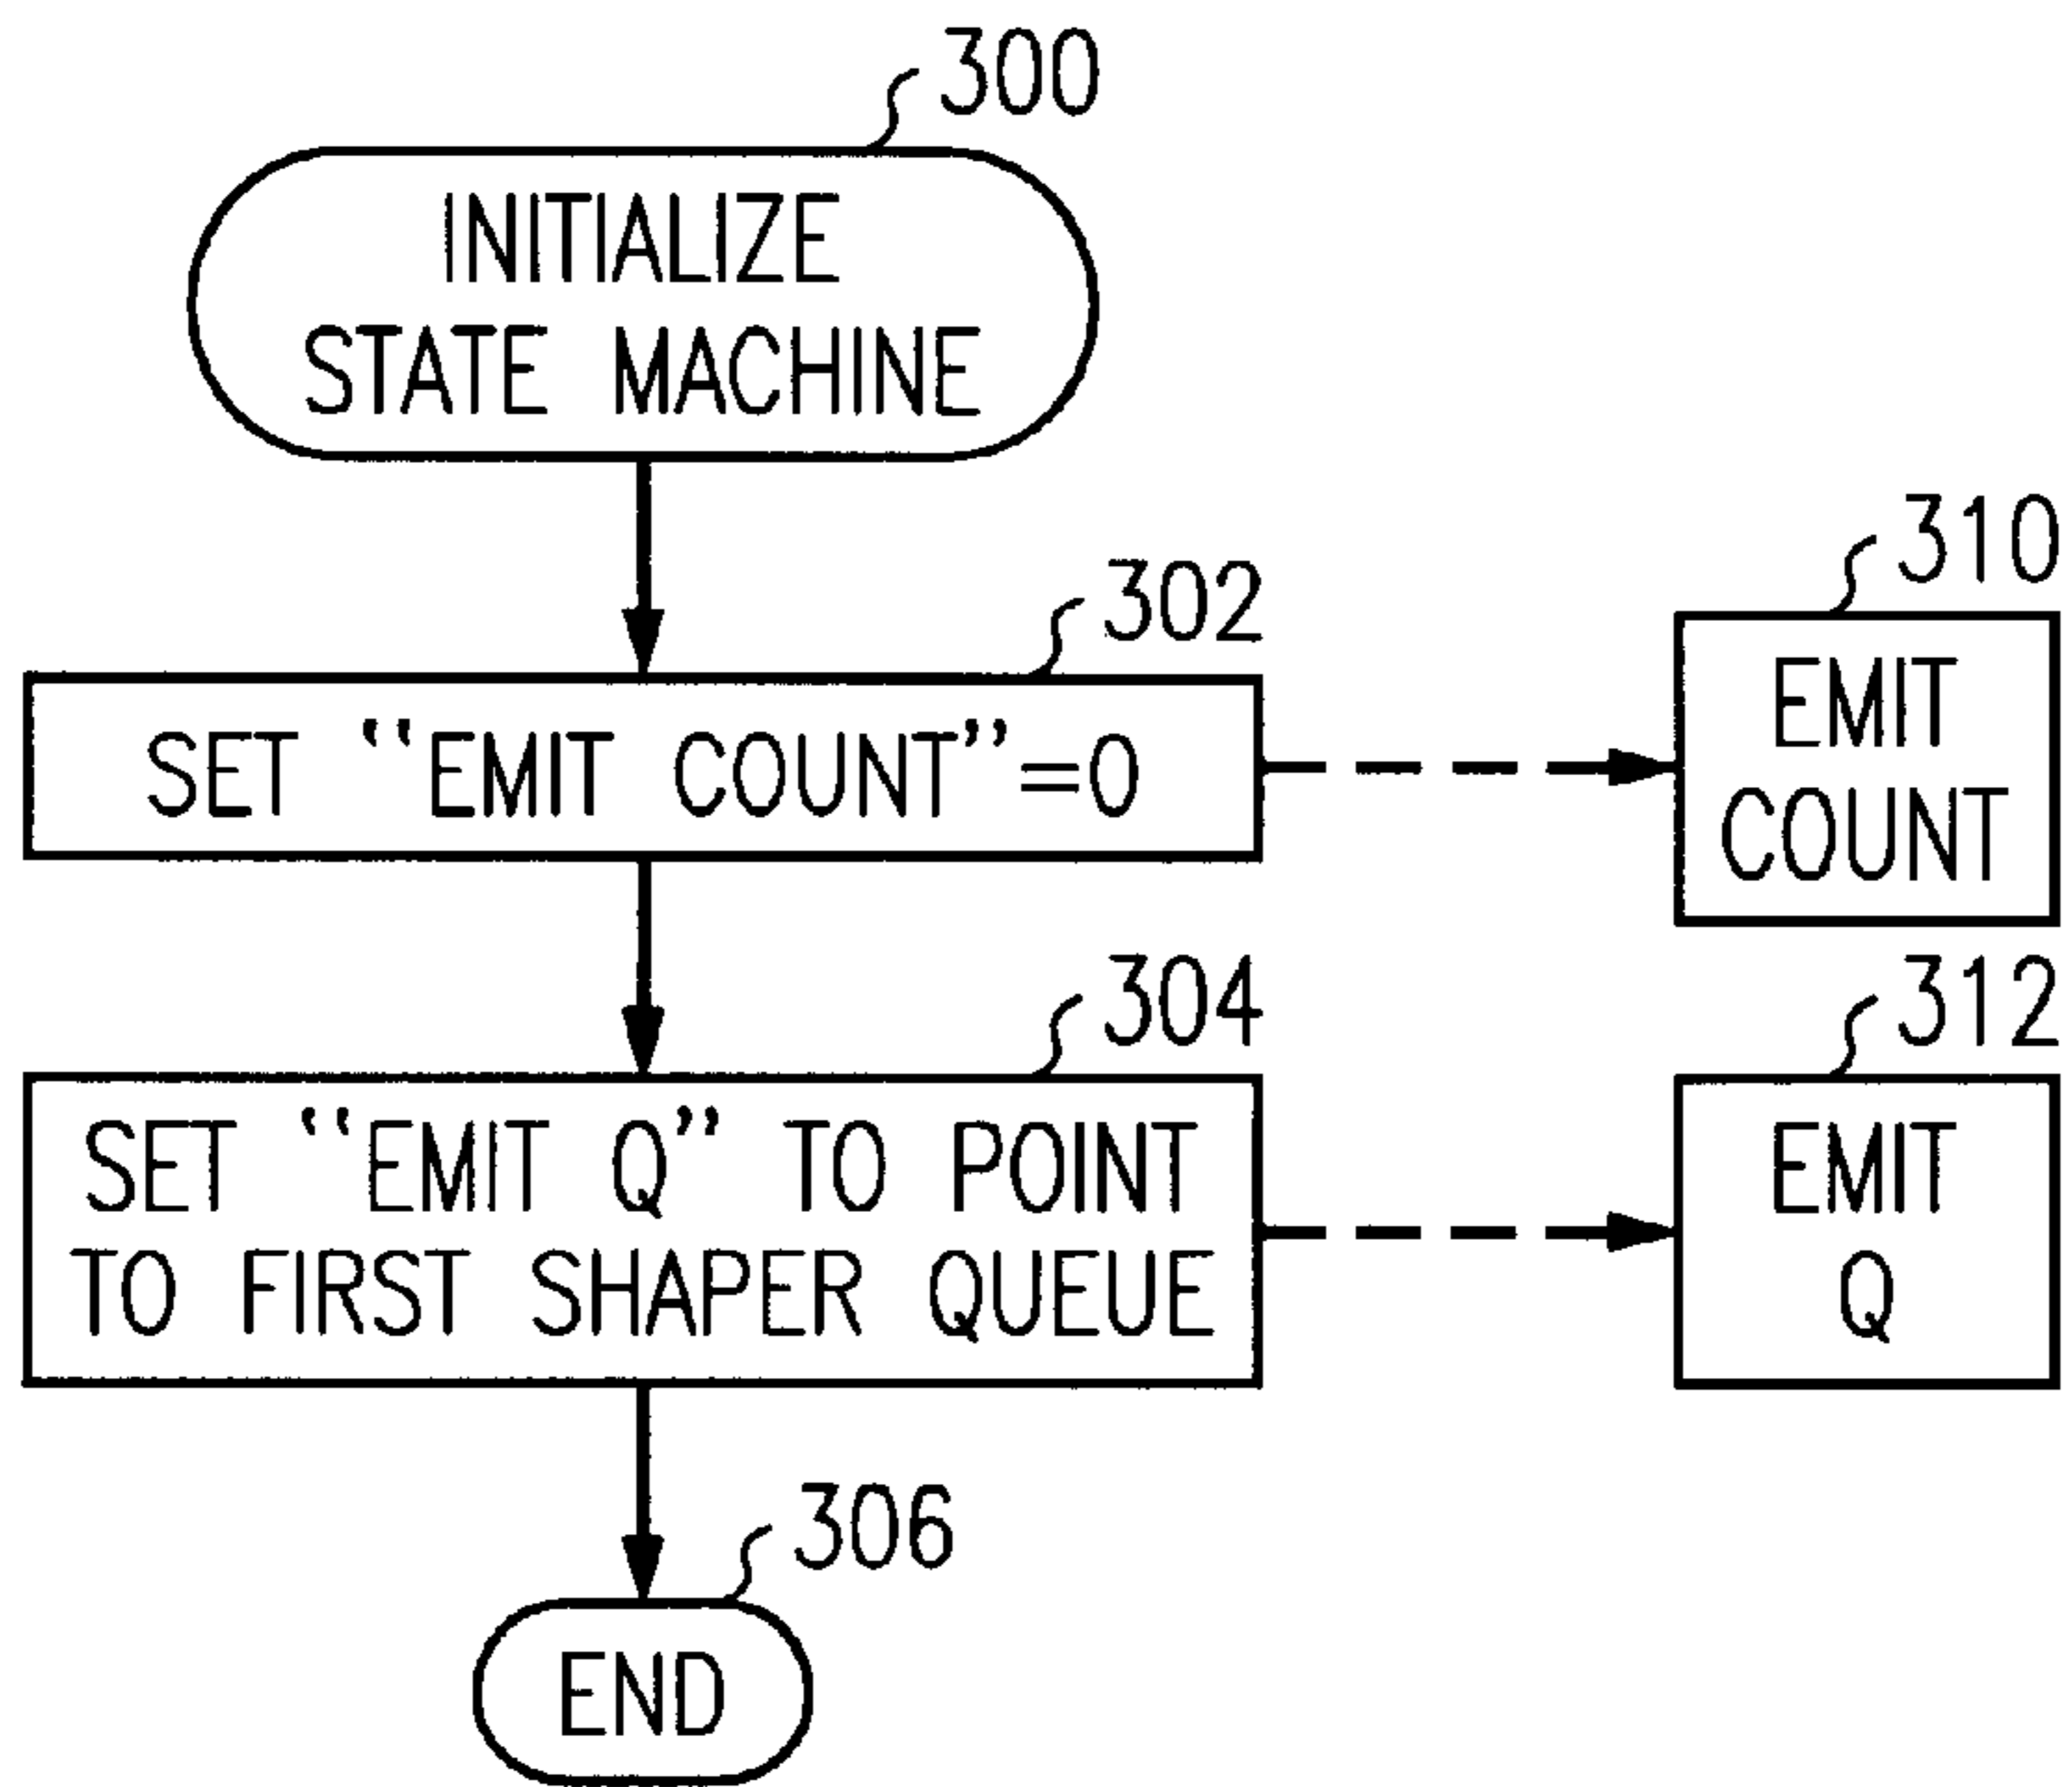 300
INITIALIZE
STATE MACHINE
302
SET “EMIT COUNT”=0
310
EMIT
COUNT
304
SET “EMIT Q” TO POINT
TO FIRST SHAPER QUEUE
312
EMIT
Q
306
END